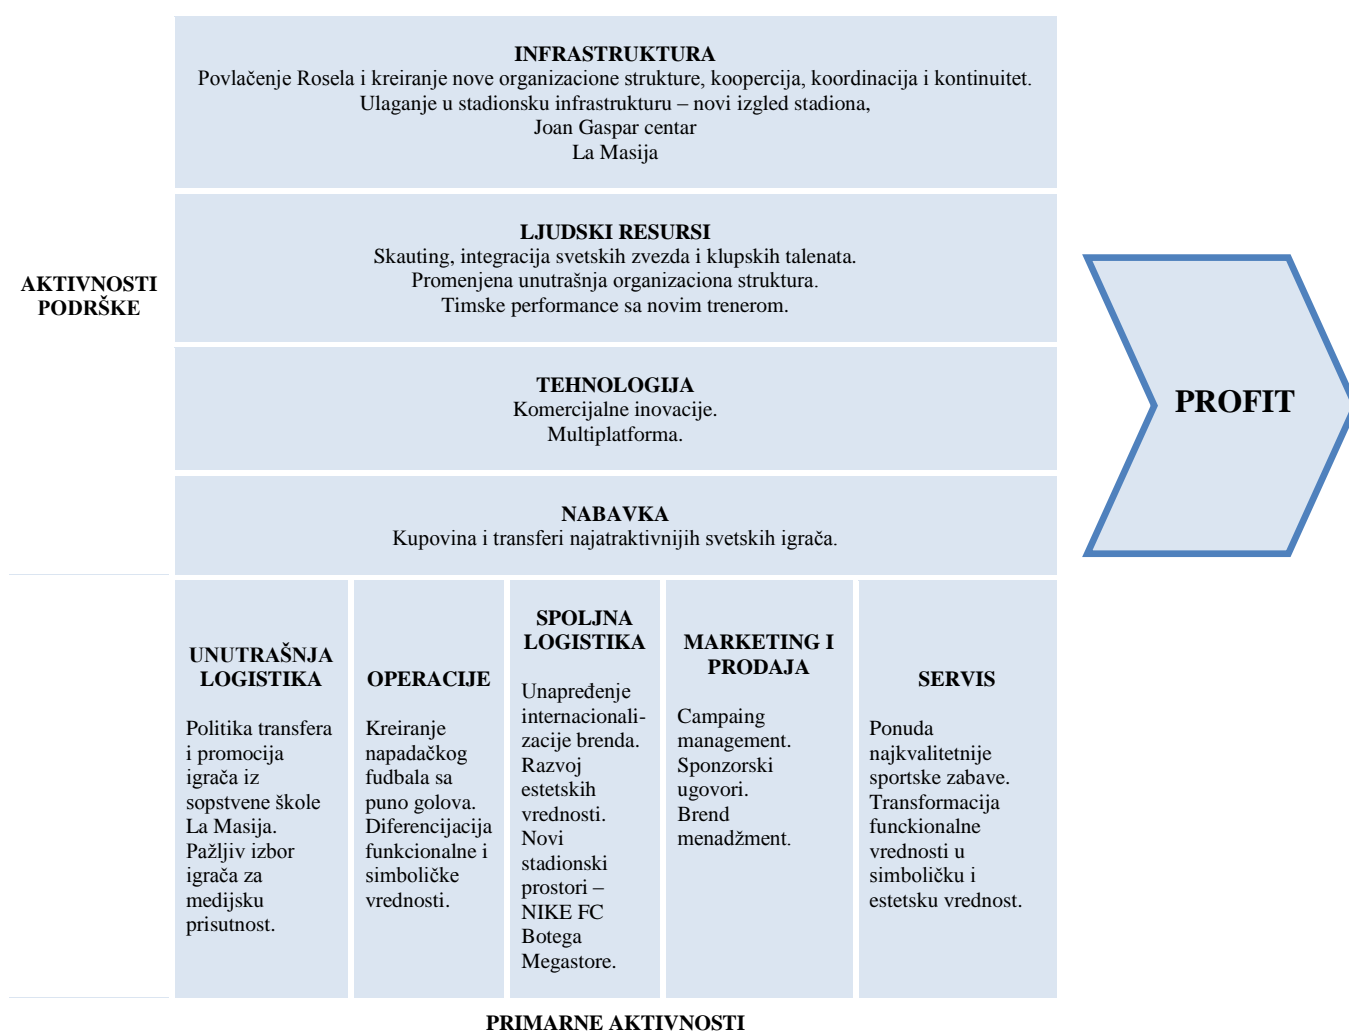 INFRASTRUKTURA
Povlačenje Rosela i kreiranje nove organizacione strukture, koopercija, koordinacija i kontinuitet.
Ulaganje u stadionsku infrastrukturu – novi izgled stadiona,
Joan Gaspar centar
La Masija
AKTIVNOSTI
PODRŠKE
LJUDSKI RESURSI
Skauting, integracija svetskih zvezda i klupskih talenata.
Promenjena unutrašnja organizaciona struktura.
Timske performance sa novim trenerom.
TEHNOLOGIJA
Komercijalne inovacije.
Multiplatforma.
NABAVKA
Kupovina i transferi najatraktivnijih svetskih igrača.
PROFIT
UNUTRAŠNJA
LOGISTIKA
Politika transfera
i promocija
igrača iz
sopstvene škole
La Masija.
Pažljiv izbor
igrača za
medijsku
prisutnost.
OPERACIJE
Kreiranje
napadačkog
fudbala sa
puno golova.
Diferencijacija
funkcionalne i
simboličke
vrednosti.
SPOLJNA
LOGISTIKA
Unapređenje
internacionali-
zacije brenda.
Razvoj
estetskih
vrednosti.
Novi
stadionski
prostori –
NIKE FC
Botega
Megastore.
MARKETING I
PRODAJA
Campaing
management.
Sponzorski
ugovori.
Brend
menadžment.
SERVIS
Ponuda
najkvalitetnije
sportske zabave.
Transformacija
funckionalne
vrednosti u
simboličku i
estetsku vrednost.
PRIMARNE AKTIVNOSTI